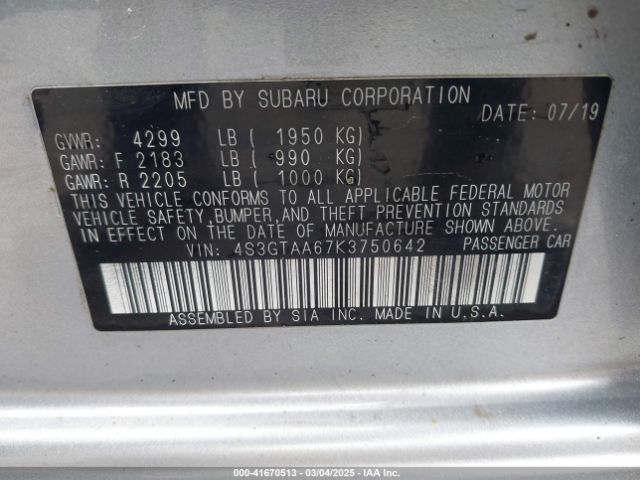 MFD BY SUBARU CORPORATION
DATE: 07/19
GVWR: 4299 LB ( 1950 KG)
GAWR: F 2183 LB ( 990 KG)
GAWR: R 2205 LB ( 1000 KG)
THIS VEHICLE CONFORMS TO ALL APPLICABLE FEDERAL MOTOR
VEHICLE SAFETY, BUMPER, AND THEFT PREVENTION STANDARDS
IN EFFECT ON THE DATE OF MANUFACTURE SHOWN ABOVE.
VIN: 4S3GTAA67K3750642 PASSENGER CAR
ASSEMBLED BY SIA INC. MADE IN U.S.A.
00-41670513 - 03/04/2025 - IAA Inc.